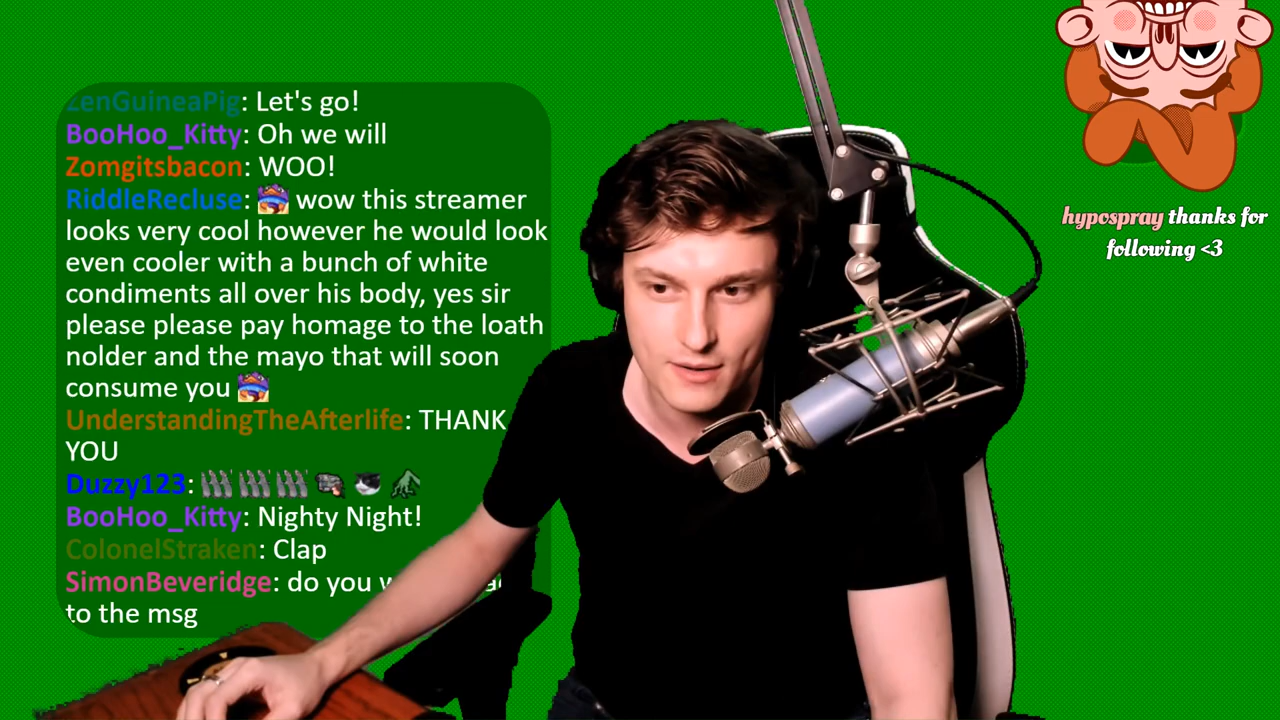 ZenGuineaPig: Let's go!
BooHoo_Kitty: Oh we will
Zomgitsbacon: WOO!
RiddleRecluse: wow this streamer
looks very cool however he would look
even cooler with a bunch of white
condiments all over his body, yes sir
please please pay homage to the loath
nolder and the mayo that will soon
consume you
UnderstandingTheAfterlife: THANK
YOU
Duzzy123:
BooHoo_Kitty: Nighty Night!
ColonelStraken: Clap
SimonBeveridge: do you
to the msg
hypospray thanks for
following <3